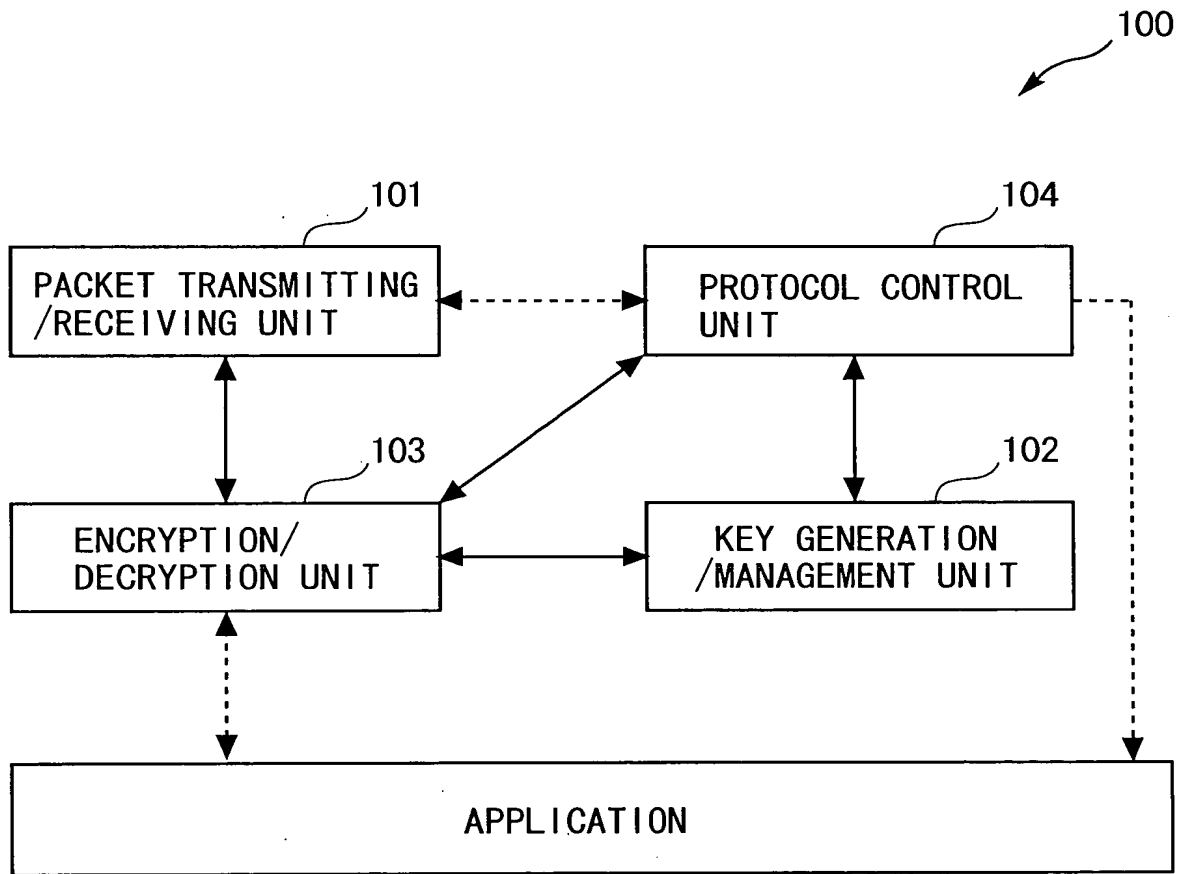 100
101
104
PACKET TRANSMITTING
/RECEIVING UNIT
PROTOCOL CONTROL
UNIT
103
102
ENCRYPTION/
DECRYPTION UNIT
KEY GENERATION
/MANAGEMENT UNIT
APPLICATION